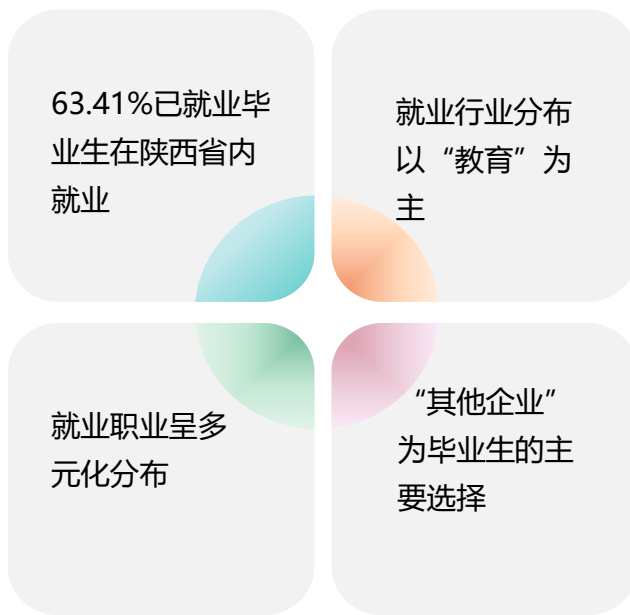 63.41%已就业毕
业生在陕西省内
就业
就业行业分布
以“教育”为
主
就业职业呈多
元化分布
“其他企业”
为毕业生的主
要选择